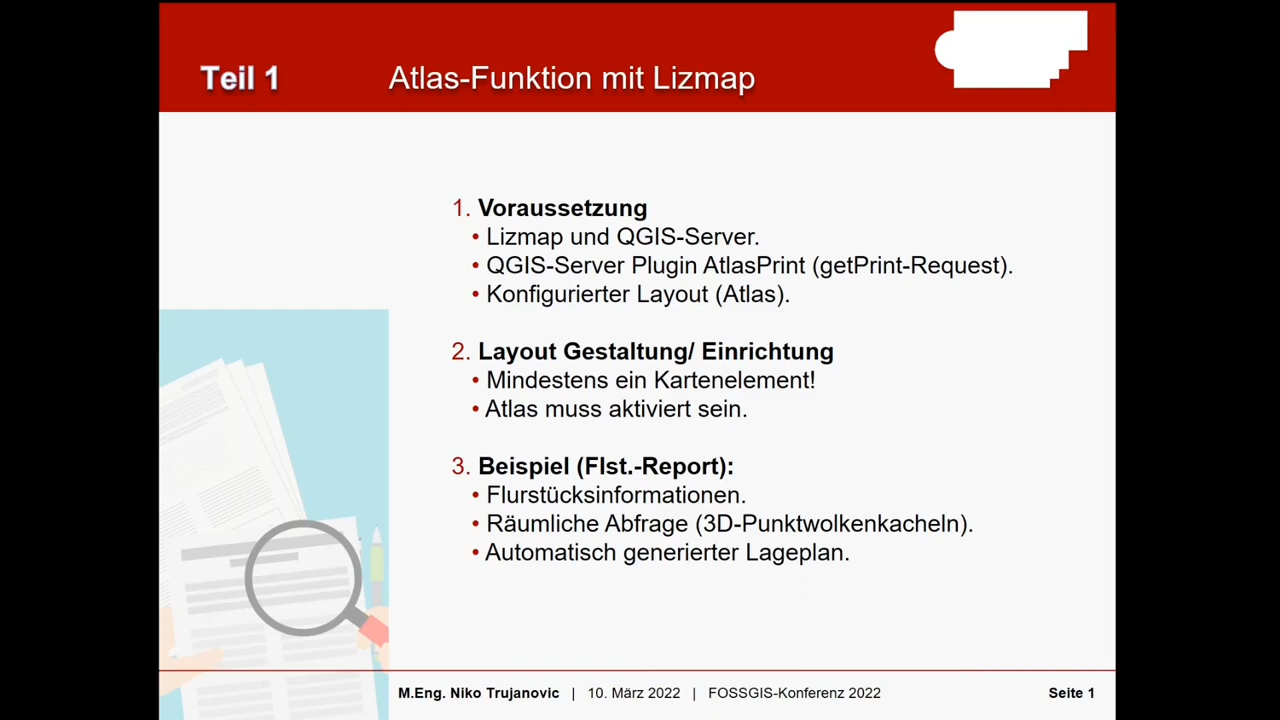 Teil 1 Atlas-Funktion mit Lizmap
1. Voraussetzung
• Lizmap und QGIS-Server.
• QGIS-Server Plugin AtlasPrint (getPrint-Request).
• Konfigurierter Layout (Atlas).
2. Layout Gestaltung/ Einrichtung
• Mindestens ein Kartenelement!
• Atlas muss aktiviert sein.
3. Beispiel (Flst.-Report):
• Flurstücksinformationen.
• Räumliche Abfrage (3D-Punktwolkenkacheln).
• Automatisch generierter Lageplan.
M.Eng. Niko Trujanovic | 10. März 2022 | FOSSGIS-Konferenz 2022 Seite 1